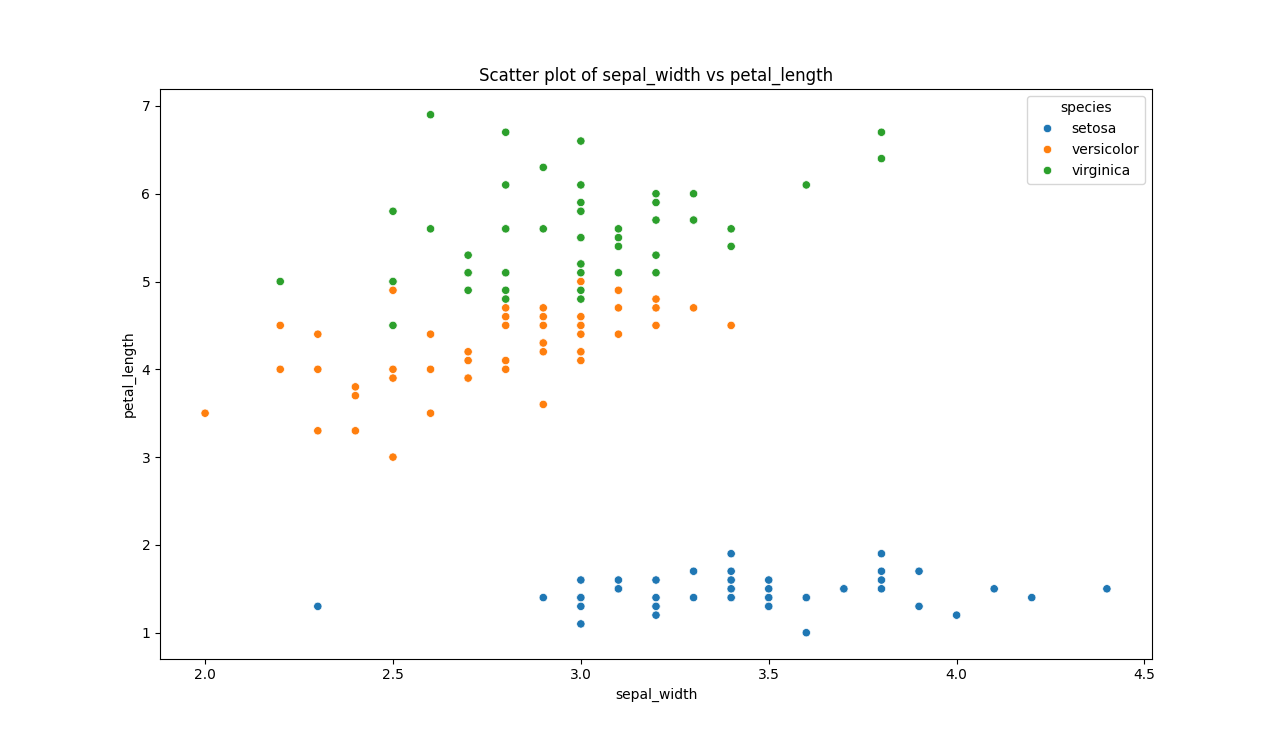 Scatter plot of sepal_width vs petal_length
species
setosa
versicolor
virginica
7
6
5
4
3
2
1
petal_length
2.0 2.5 3.0 3.5 4.0 4.5
sepal_width